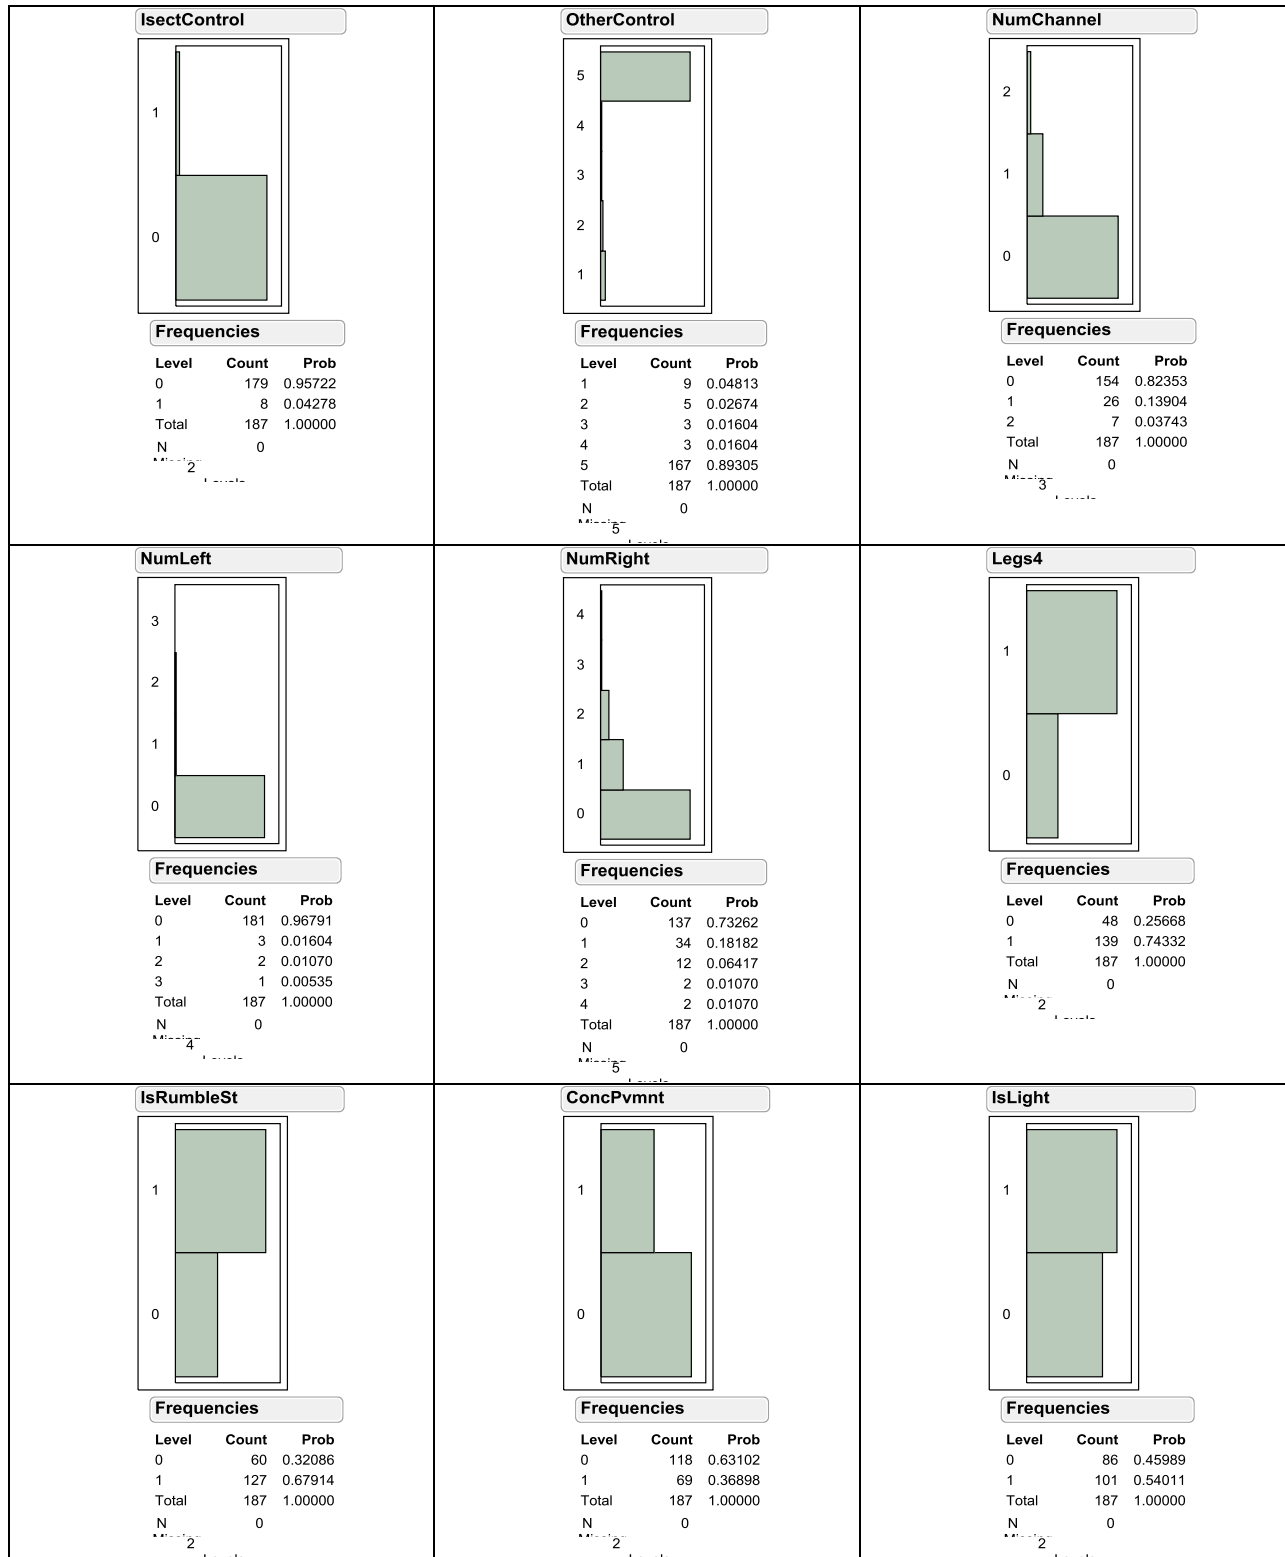 IsectControl
1
0
Frequencies
Level Count Prob
0 179 0.95722
1 8 0.04278
Total 187 1.00000
N 0
2
OtherControl
5
4
3
2
1
Frequencies
Level Count Prob
1 9 0.04813
2 5 0.02674
3 3 0.01604
4 3 0.01604
5 167 0.89305
Total 187 1.00000
N 0
5
NumChannel
2
1
0
Frequencies
Level Count Prob
0 154 0.82353
1 26 0.13904
2 7 0.03743
Total 187 1.00000
N 0
3
NumLeft
3
2
1
0
Frequencies
Level Count Prob
0 181 0.96791
1 3 0.01604
2 2 0.01070
3 1 0.00535
Total 187 1.00000
N 0
4
NumRight
4
3
2
1
0
Frequencies
Level Count Prob
0 137 0.73262
1 34 0.18182
2 12 0.06417
3 2 0.01070
4 2 0.01070
Total 187 1.00000
N 0
5
Legs4
1
0
Frequencies
Level Count Prob
0 48 0.25668
1 139 0.74332
Total 187 1.00000
N 0
2
IsRumbleSt
1
0
Frequencies
Level Count Prob
0 60 0.32086
1 127 0.67914
Total 187 1.00000
N 0
2
ConcPvmnt
1
0
Frequencies
Level Count Prob
0 118 0.63102
1 69 0.36898
Total 187 1.00000
N 0
2
IsLight
1
0
Frequencies
Level Count Prob
0 86 0.45989
1 101 0.54011
Total 187 1.00000
N 0
2